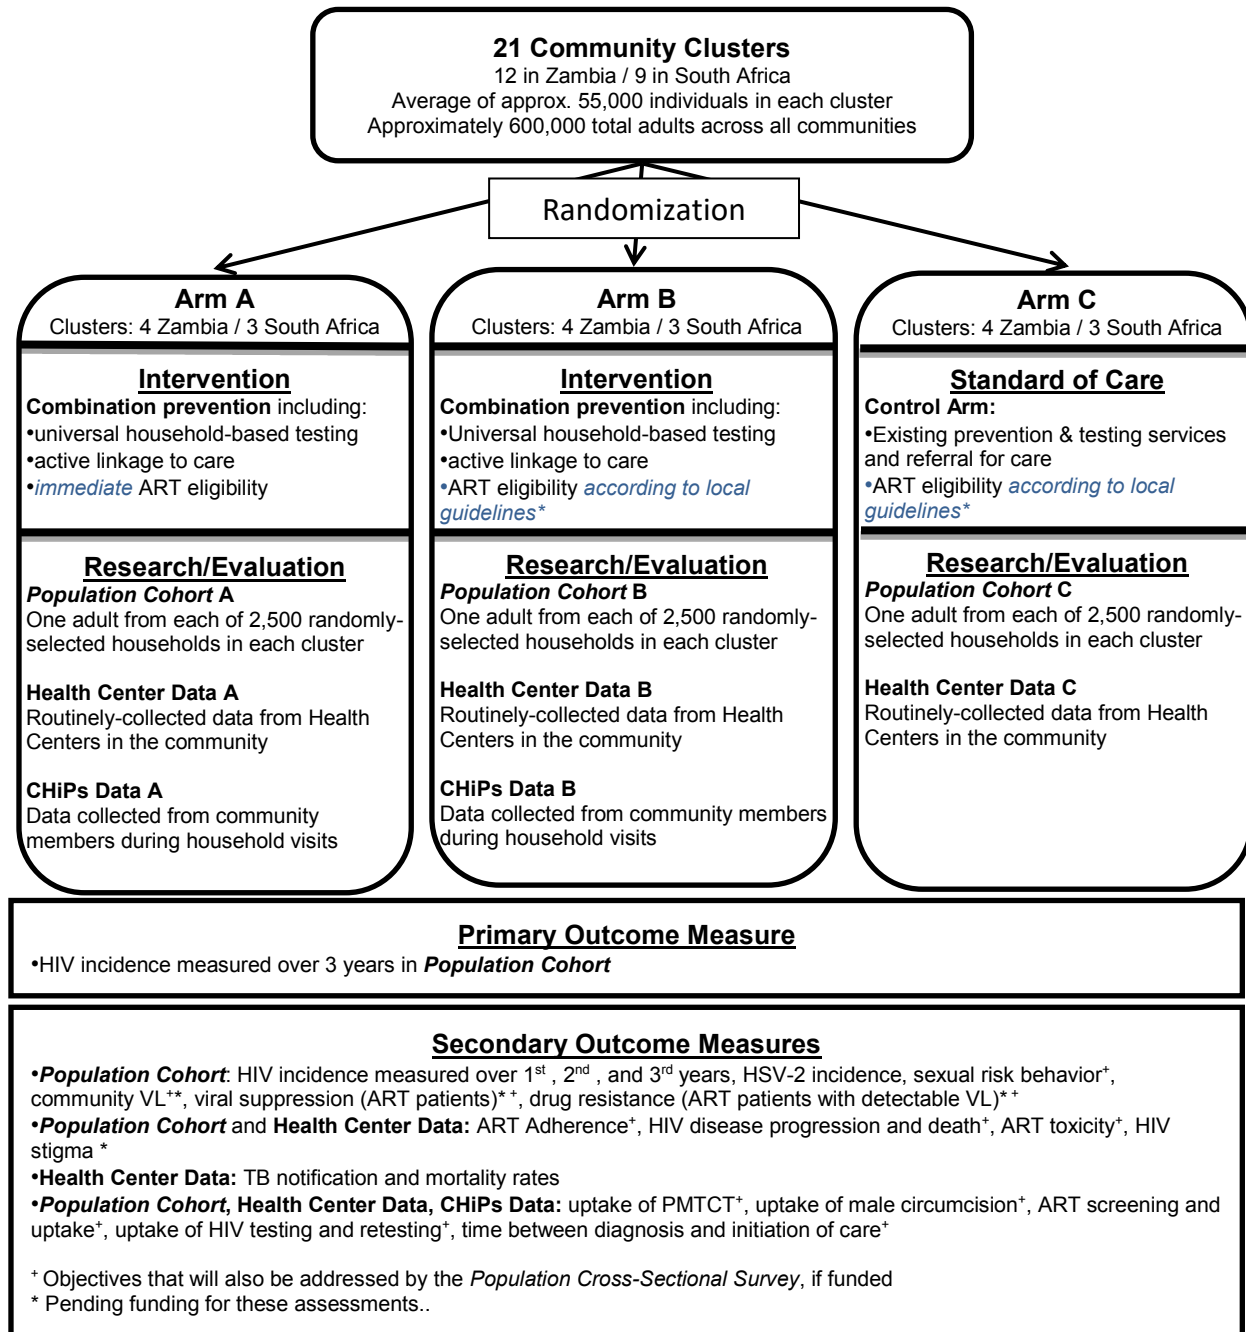 21 Community Clusters
12 in Zambia / 9 in South Africa
Average of approx. 55,000 individuals in each cluster
Approximately 600,000 total adults across all communities
Randomization
Arm A
Clusters: 4 Zambia / 3 South Africa
Intervention
Combination prevention including:
•universal household-based testing
•active linkage to care
•immediate ART eligibility
Research/Evaluation
Population Cohort A
One adult from each of 2,500 randomly-
selected households in each cluster
Health Center Data A
Routinely-collected data from Health
Centers in the community
CHiPs Data A
Data collected from community
members during household visits
Arm B
Clusters: 4 Zambia / 3 South Africa
Intervention
Combination prevention including:
•Universal household-based testing
•active linkage to care
•ART eligibility according to local
guidelines*
Research/Evaluation
Population Cohort B
One adult from each of 2,500 randomly-
selected households in each cluster
Health Center Data B
Routinely-collected data from Health
Centers in the community
CHiPs Data B
Data collected from community members
during household visits
Arm C
Clusters: 4 Zambia / 3 South Africa
Standard of Care
Control Arm:
•Existing prevention & testing services
and referral for care
•ART eligibility according to local
guidelines*
Research/Evaluation
Population Cohort C
One adult from each of 2,500 randomly-
selected households in each cluster
Health Center Data C
Routinely-collected data from Health
Centers in the community
Primary Outcome Measure
•HIV incidence measured over 3 years in Population Cohort
Secondary Outcome Measures
•Population Cohort: HIV incidence measured over 1st , 2nd , and 3rd years, HSV-2 incidence, sexual risk behavior+,
community VL+*, viral suppression (ART patients)* +, drug resistance (ART patients with detectable VL)* +
•Population Cohort and Health Center Data: ART Adherence+, HIV disease progression and death+, ART toxicity+, HIV
stigma *
•Health Center Data: TB notification and mortality rates
•Population Cohort, Health Center Data, CHiPs Data: uptake of PMTCT+, uptake of male circumcision+, ART screening and
uptake+, uptake of HIV testing and retesting+, time between diagnosis and initiation of care+
+ Objectives that will also be addressed by the Population Cross-Sectional Survey, if funded
* Pending funding for these assessments..